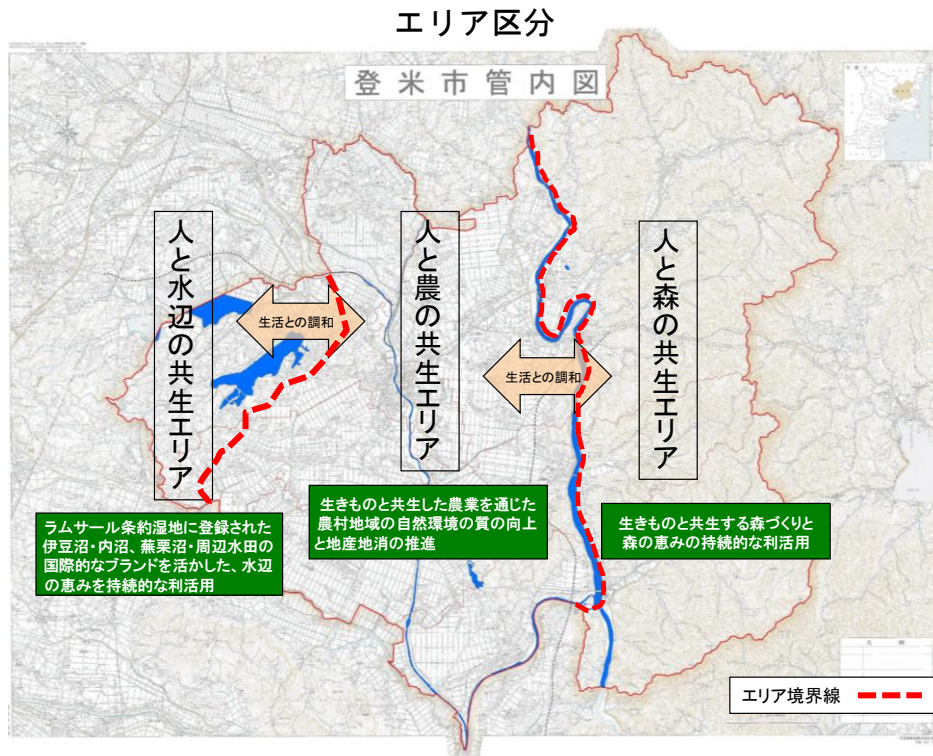 エリア区分
登米市管内図
人と水辺の共生エリア
人と農の共生エリア
人と森の共生エリア
生活との調和
生活との調和
ラムサール条約湿地に登録された
伊豆沼・内沼、蕪栗沼・周辺水田の
国際的なブランドを活かした、水辺
の恵みを持続的な利活用
生きものと共生した農業を通じた
農村地域の自然環境の質の向上
と地産地消の推進
生きものと共生する森づくりと
森の恵みの持続的な利活用
エリア境界線